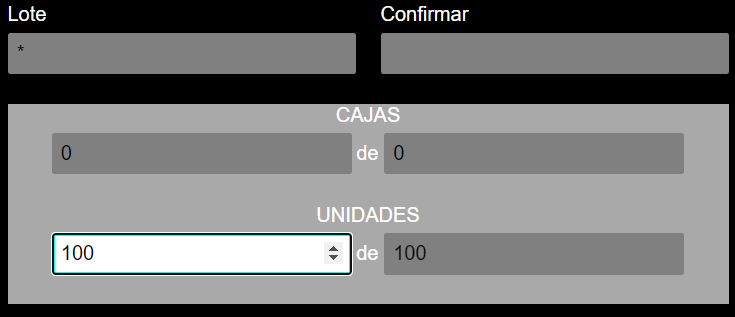 Lote Confirmar
*
CAJAS
0 de 0
UNIDADES
100 de 100